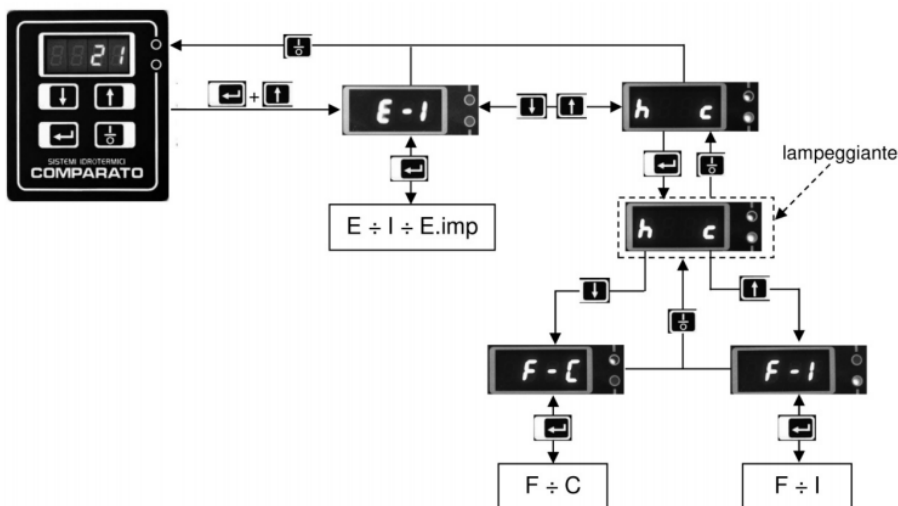 21
SISTEMI IDROTERMICI
COMPARATO
+
E - I
h c
lampeggiante
E ÷ I ÷ E.imp
h c
F - C
F - I
F ÷ C
F ÷ I